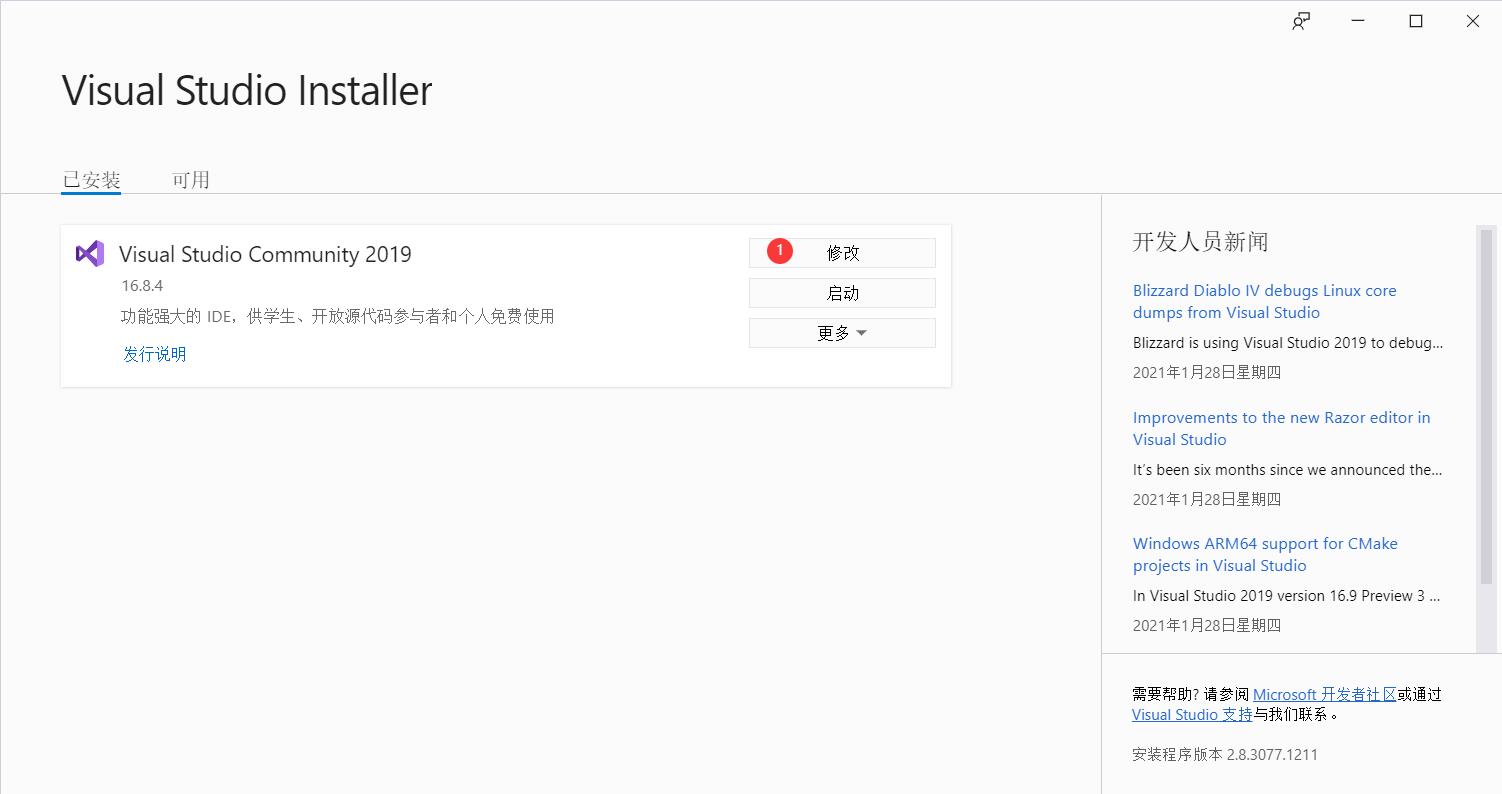 Visual Studio Installer
已安装
可用
Visual Studio Community 2019
16.8.4
功能强大的 IDE，供学生、开放源代码参与者和个人免费使用
发行说明
1
修改
启动
更多
开发人员新闻
Blizzard Diablo IV debugs Linux core
dumps from Visual Studio
Blizzard is using Visual Studio 2019 to debug...
2021年1月28日星期四
Improvements to the new Razor editor in
Visual Studio
It's been six months since we announced the...
2021年1月28日星期四
Windows ARM64 support for CMake
projects in Visual Studio
In Visual Studio 2019 version 16.9 Preview 3 ...
2021年1月28日星期四
需要帮助? 请参阅 Microsoft 开发者社区或通过
Visual Studio 支持与我们联系。
安装程序版本 2.8.3077.1211